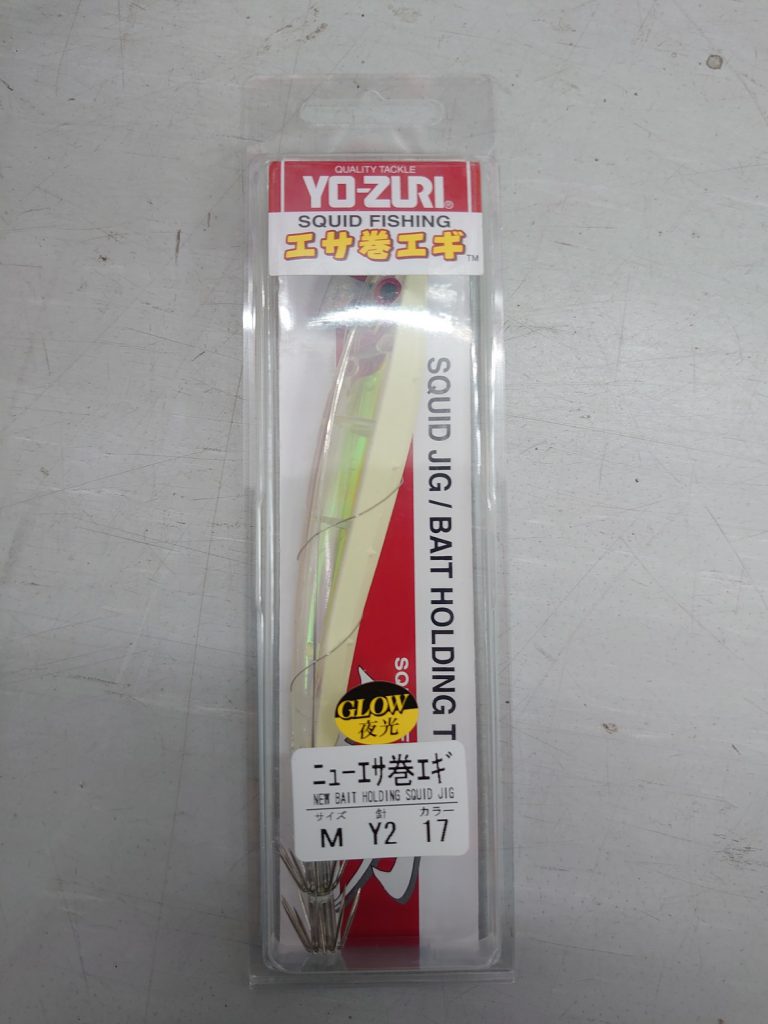 QUALITY TACKLE
YO-ZURI®
SQUID FISHING
エサ巻エギ™
SQUID JIG / BAIT HOLDING T
GLOW
夜光
ニューエサ巻エギ
NEW BAIT HOLDING SQUID JIG
サイズ 針 カラー
M Y2 17